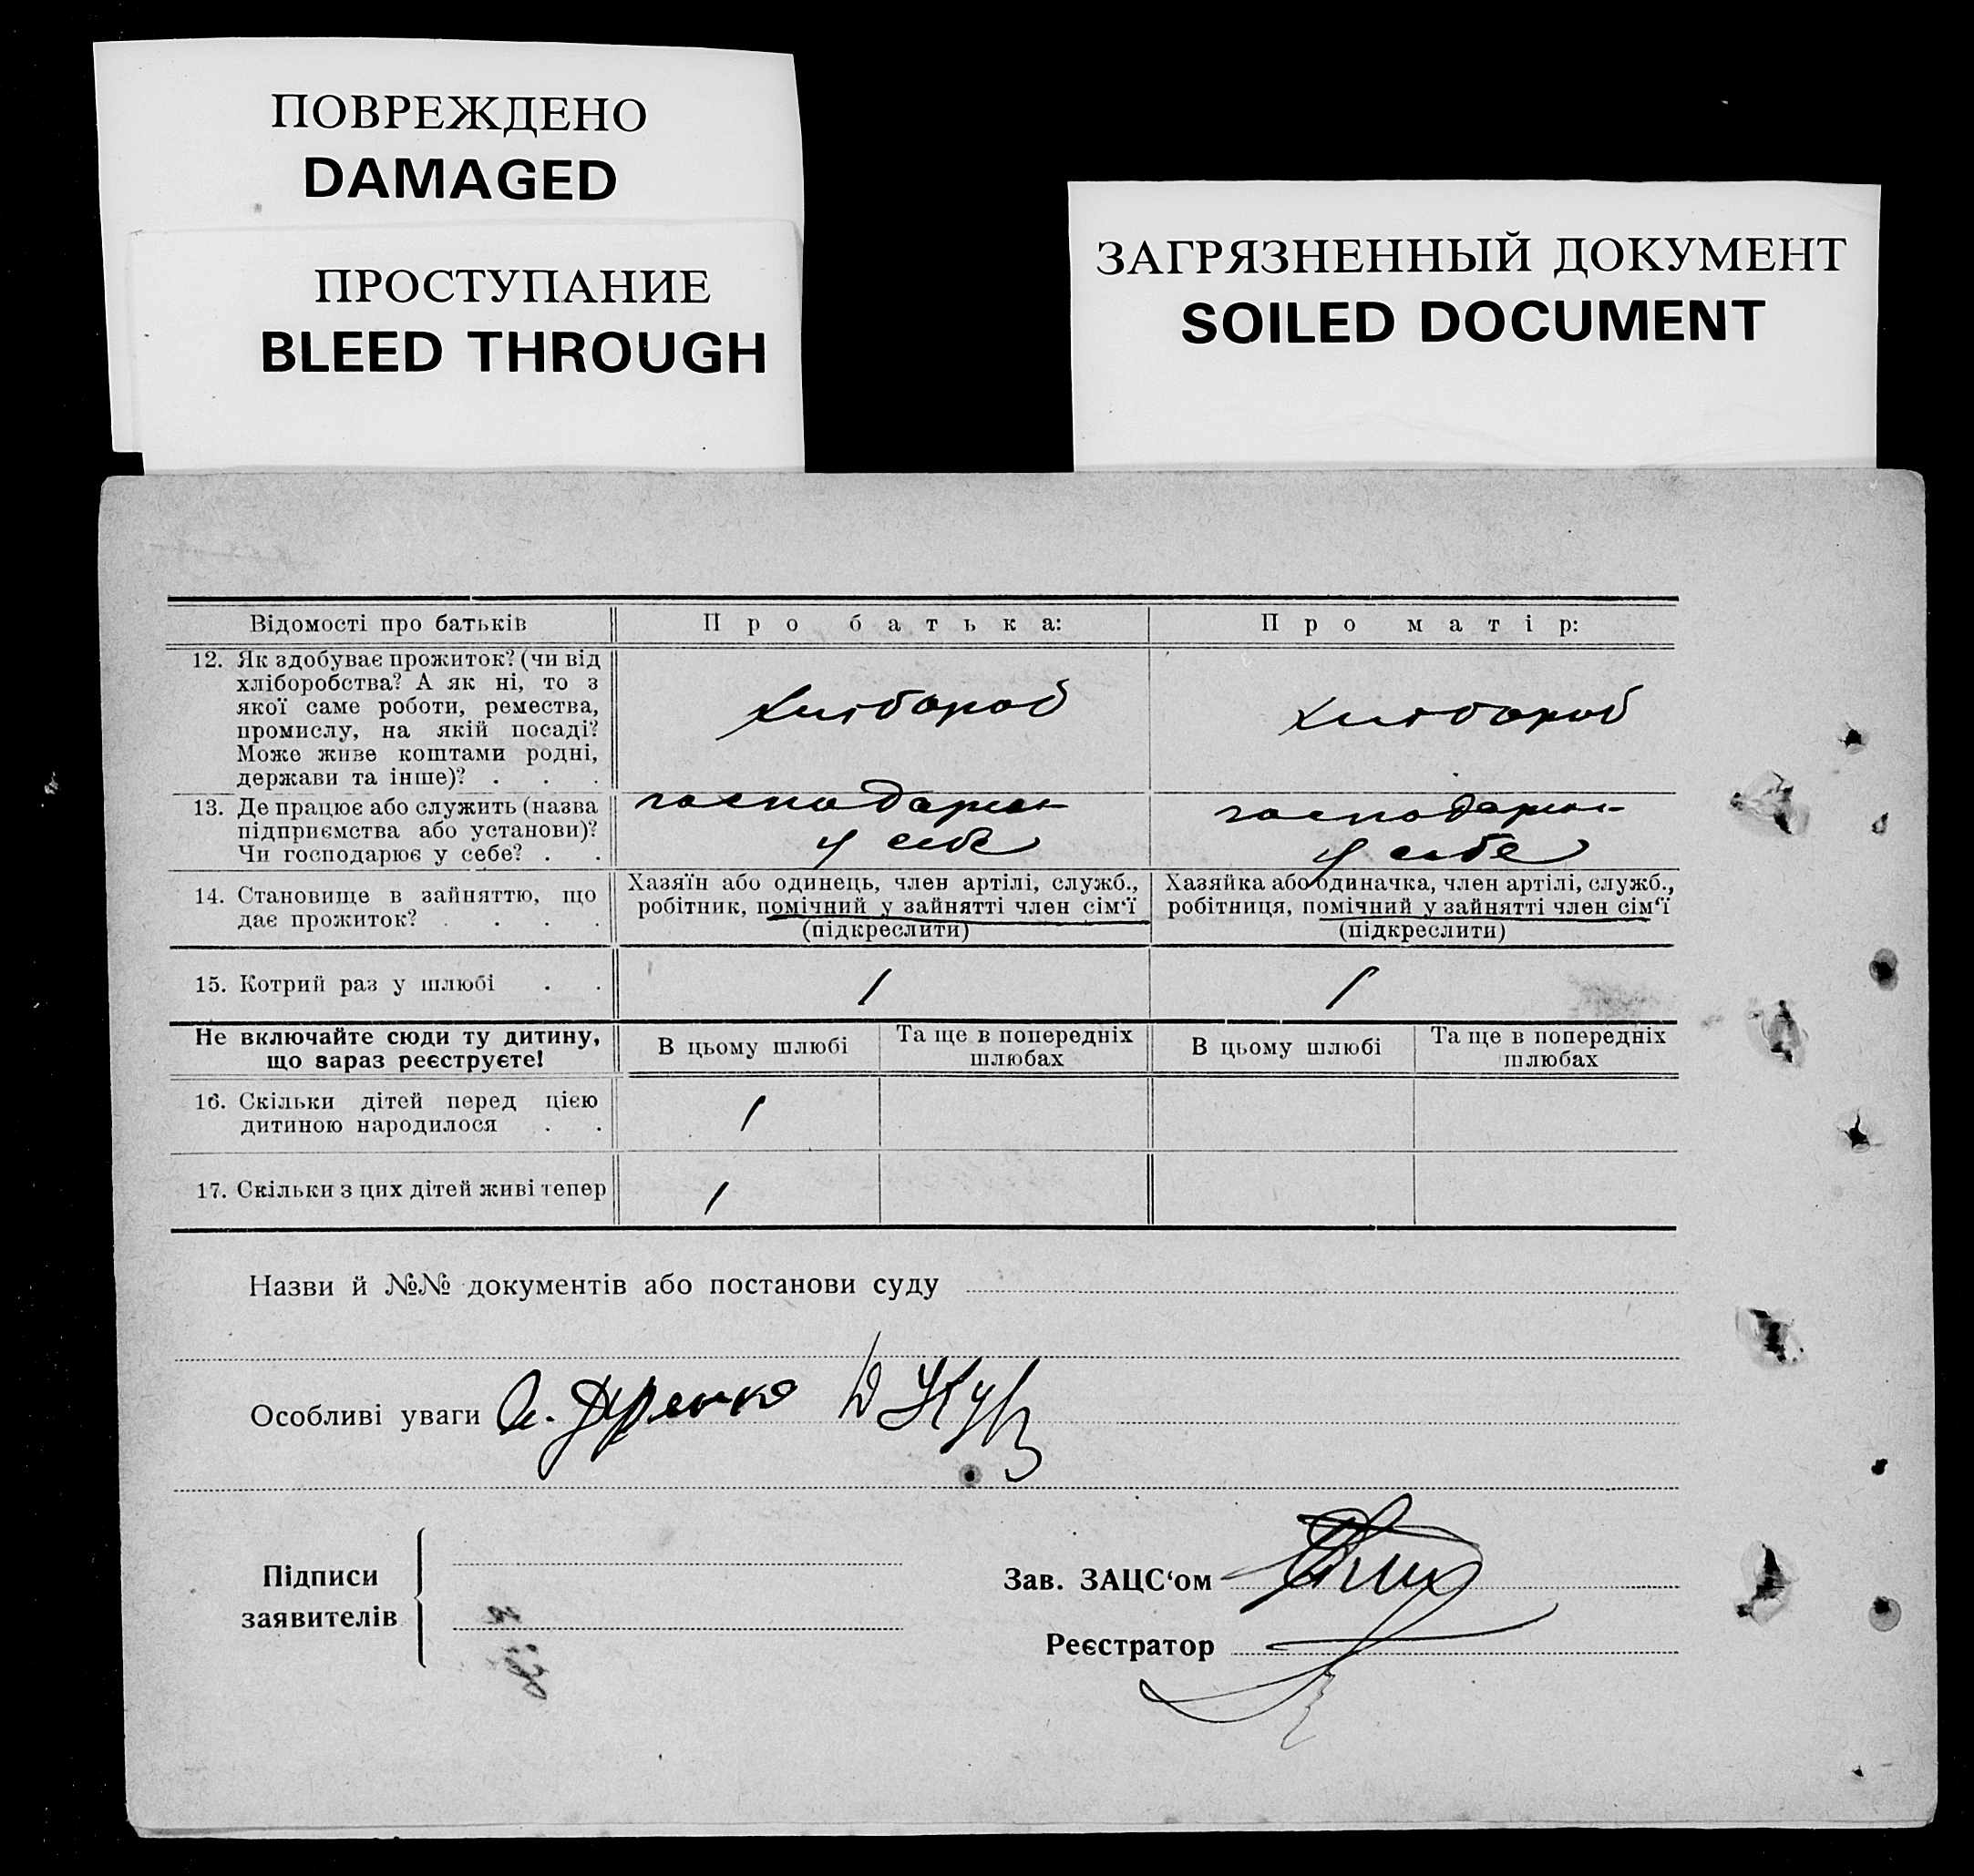 ПОВРЕЖДЕНО
DAMAGED
ПРОСТУПАНИЕ
BLEED THROUGH
ЗАГРЯЗНЕННЫЙ ДОКУМЕНТ
SOILED DOCUMENT
Відомості про батьків
Про батька:
Про матір:
12. Як здобуває прожиток? (чи від
хліборобства? А як ні, то з
якої саме роботи, ремества,
промислу, на якій посаді?
Може живе коштами родні,
держави та інше)? . . .
хлібороб
хлібороб
13. Де працює або служить (назва
підприємства або установи)?
Чи господарює у себе? . .
господарює
у себе
господарює
у себе
14. Становище в зайняттю, що
дає прожиток? . . . .
Хазяїн або одинець, член артілі, служб.,
робітник, помічний у зайнятті член сім'ї
(підкреслити)
Хазяйка або одиначка, член артілі, служб.,
робітниця, помічний у зайнятті член сім'ї
(підкреслити)
15. Котрий раз у шлюбі . .
1
1
Не включайте сюди ту дитину,
що зараз реєструєте!
В цьому шлюбі
Та ще в попередніх
шлюбах
В цьому шлюбі
Та ще в попередніх
шлюбах
16. Скільки дітей перед цією
дитиною народилося . .
1
17. Скільки з цих дітей живі тепер
1
Назви й №№ документів або постанови суду
Особливі уваги
Підписи
заявителів
Зав. ЗАЦС'ом
Реєстратор